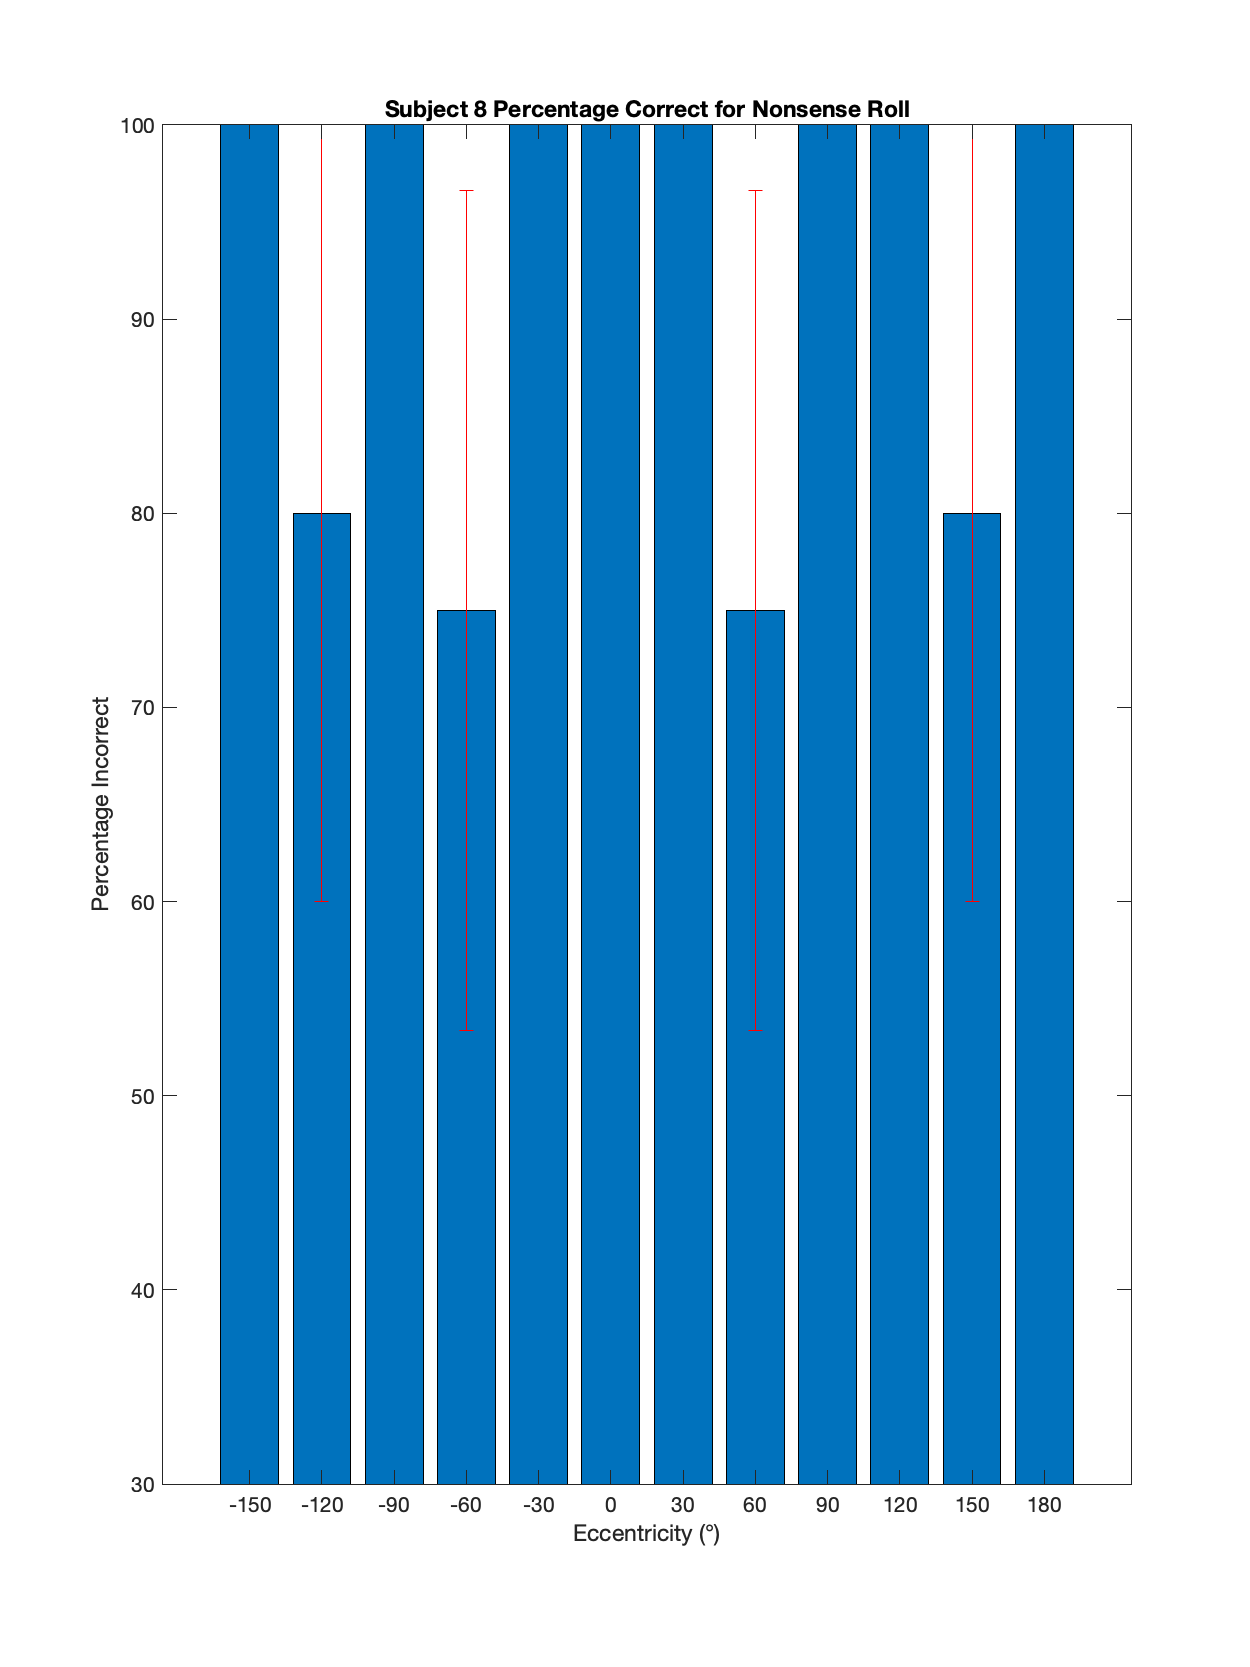 Subject 8 Percentage Correct for Nonsense Roll
100
90
80
70
60
50
40
30
Percentage Incorrect
-150 -120 -90 -60 -30 0 30 60 90 120 150 180
Eccentricity (°)